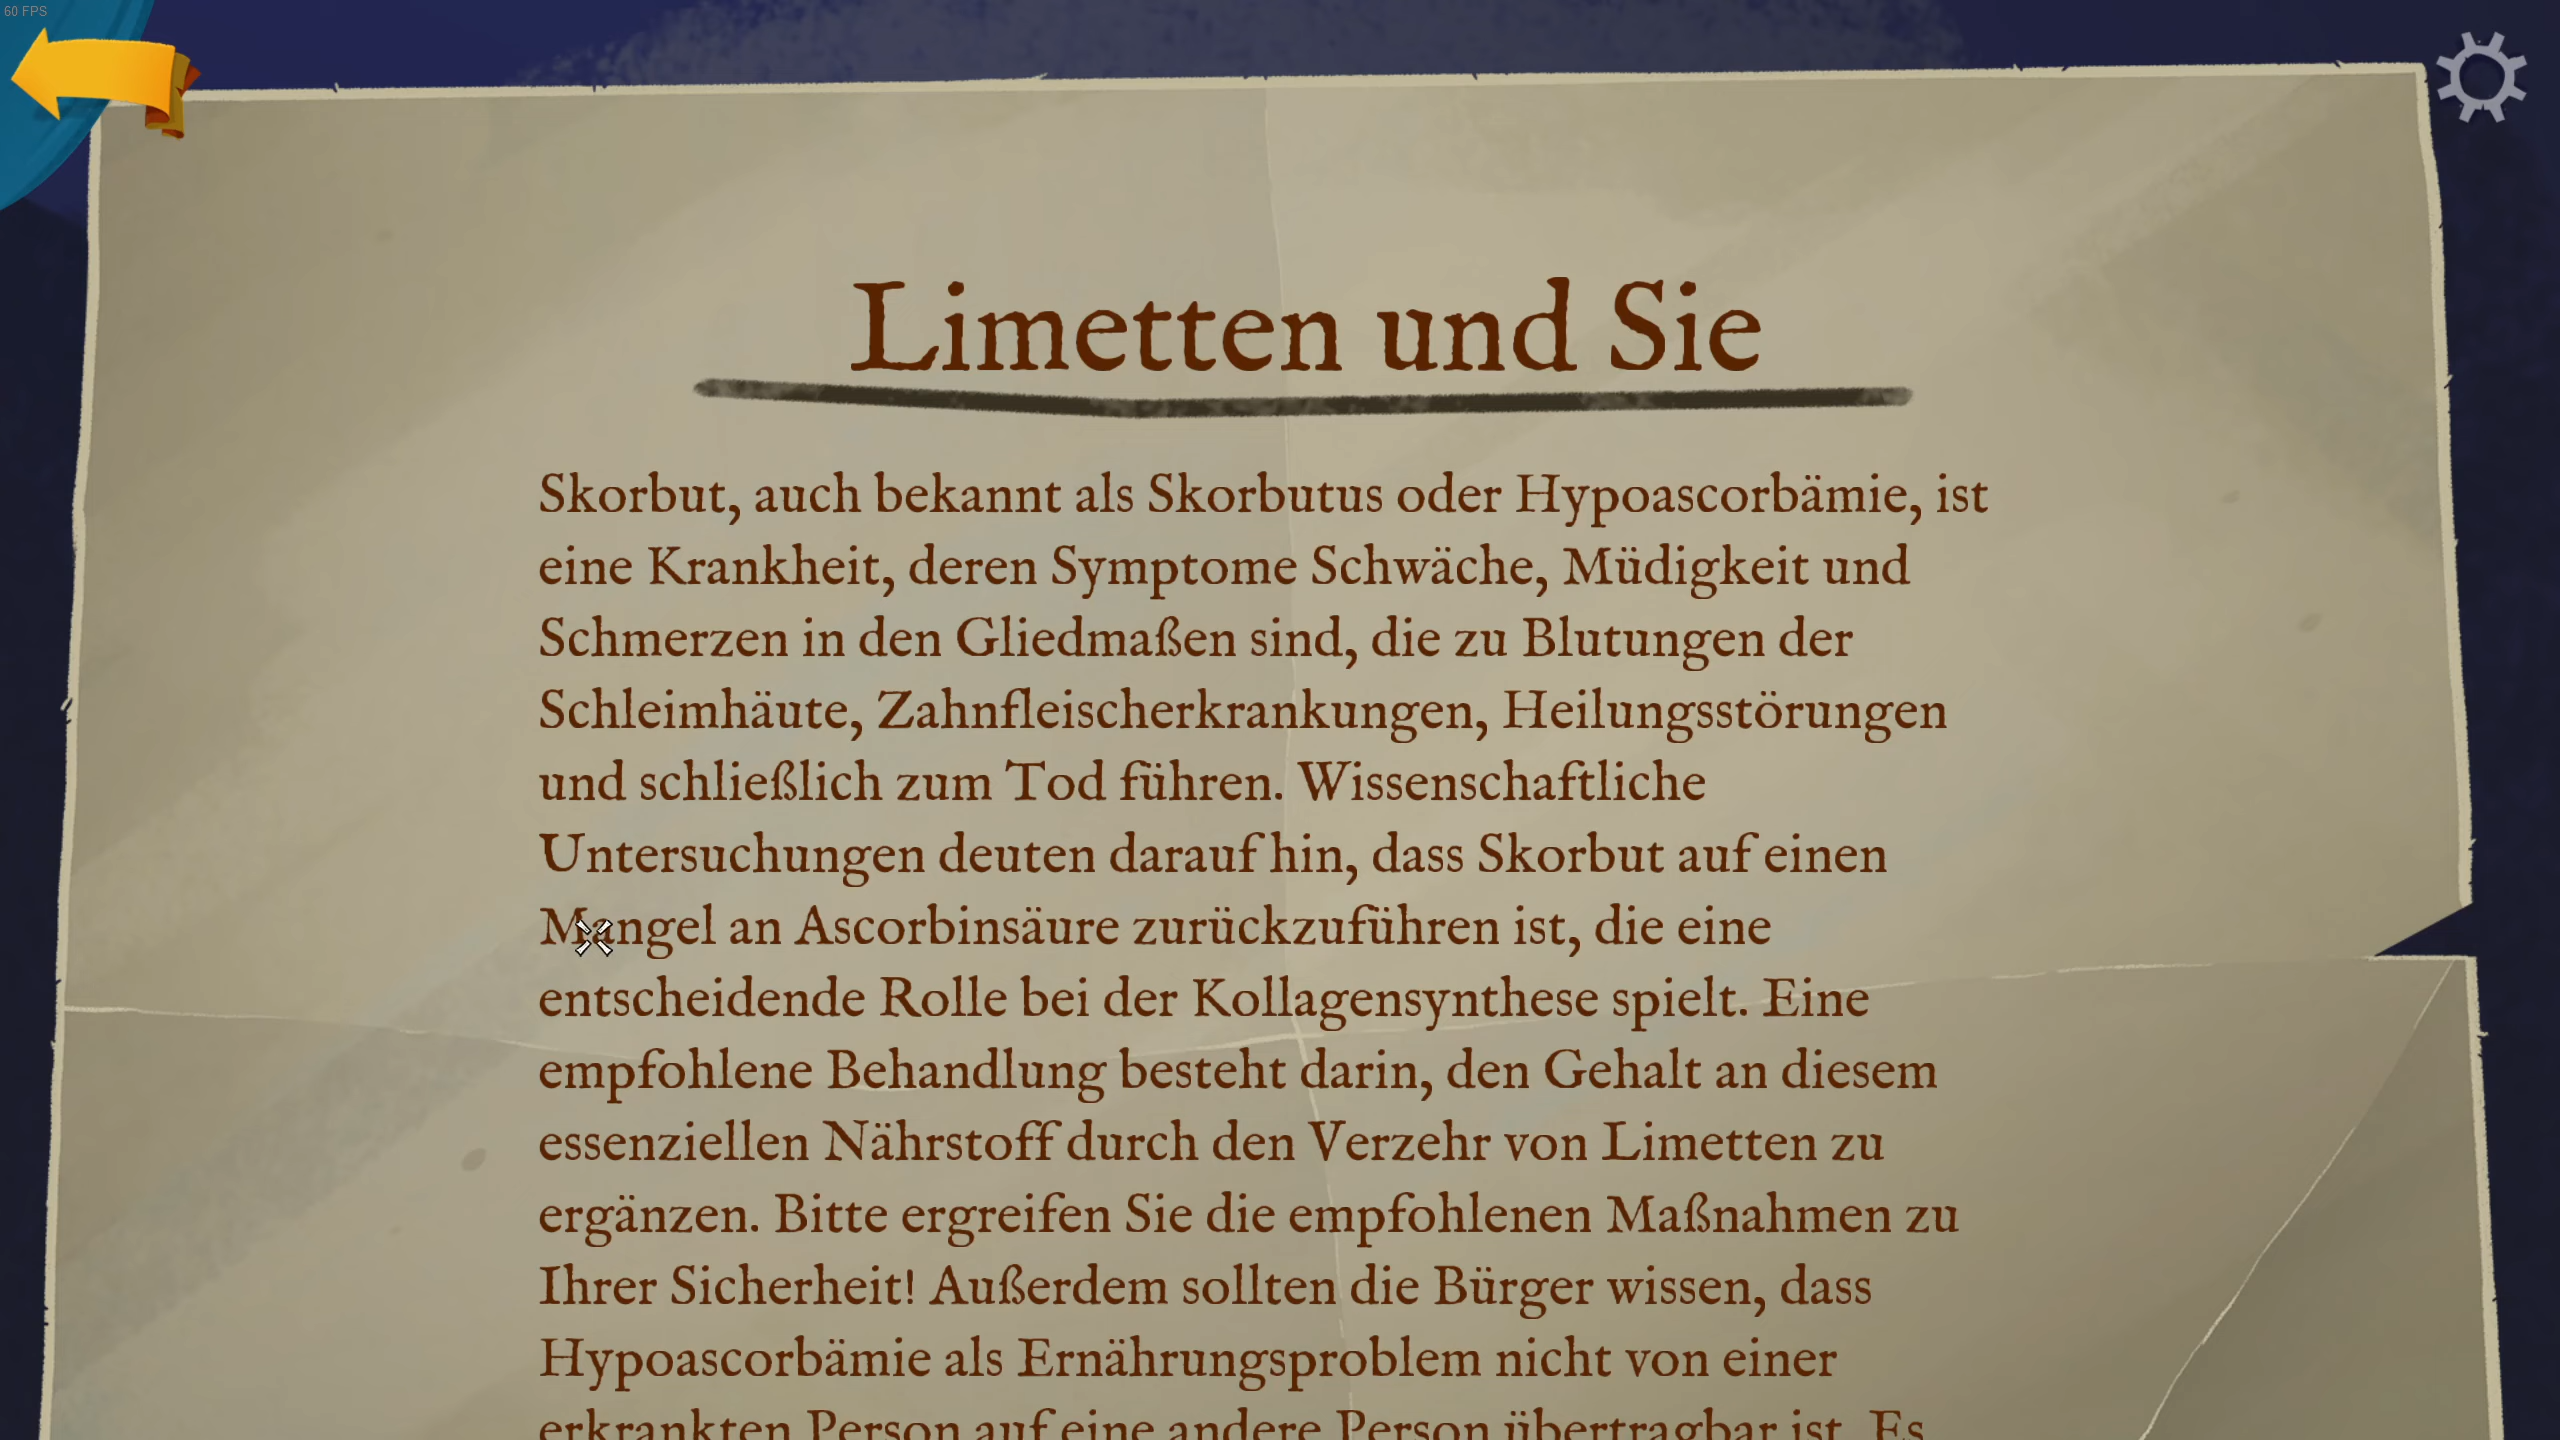 60 FPS
Limetten und Sie
Skorbut, auch bekannt als Skorbutus oder Hypoascorbämie, ist
eine Krankheit, deren Symptome Schwäche, Müdigkeit und
Schmerzen in den Gliedmaßen sind, die zu Blutungen der
Schleimhäute, Zahnfleischerkrankungen, Heilungsstörungen
und schließlich zum Tod führen. Wissenschaftliche
Untersuchungen deuten darauf hin, dass Skorbut auf einen
Mangel an Ascorbinsäure zurückzuführen ist, die eine
entscheidende Rolle bei der Kollagensynthese spielt. Eine
empfohlene Behandlung besteht darin, den Gehalt an diesem
essenziellen Nährstoff durch den Verzehr von Limetten zu
ergänzen. Bitte ergreifen Sie die empfohlenen Maßnahmen zu
Ihrer Sicherheit! Außerdem sollten die Bürger wissen, dass
Hypoascorbämie als Ernährungsproblem nicht von einer
erkrankten Person auf eine andere Person übertragbar ist. Es